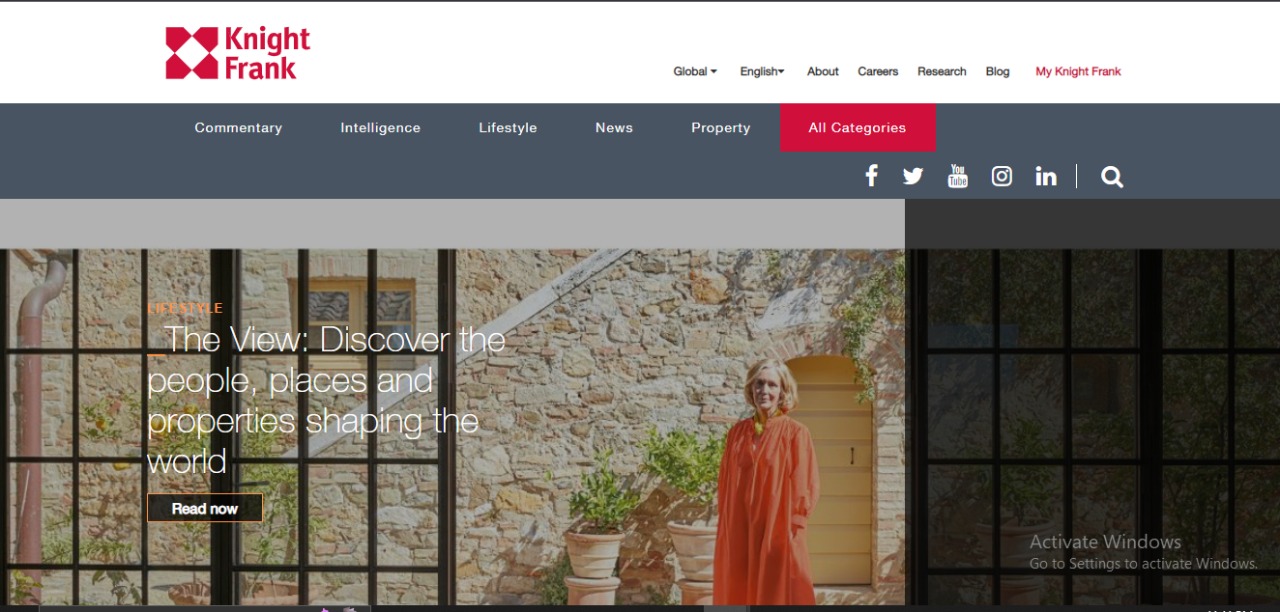 Knight
Frank
Global English About Careers Research Blog My Knight Frank
Commentary Intelligence Lifestyle News Property All Categories
You
Tube
LIFESTYLE
_The View: Discover the
people, places and
properties shaping the
world
Read now
Activate Windows
Go to Settings to activate Windows.